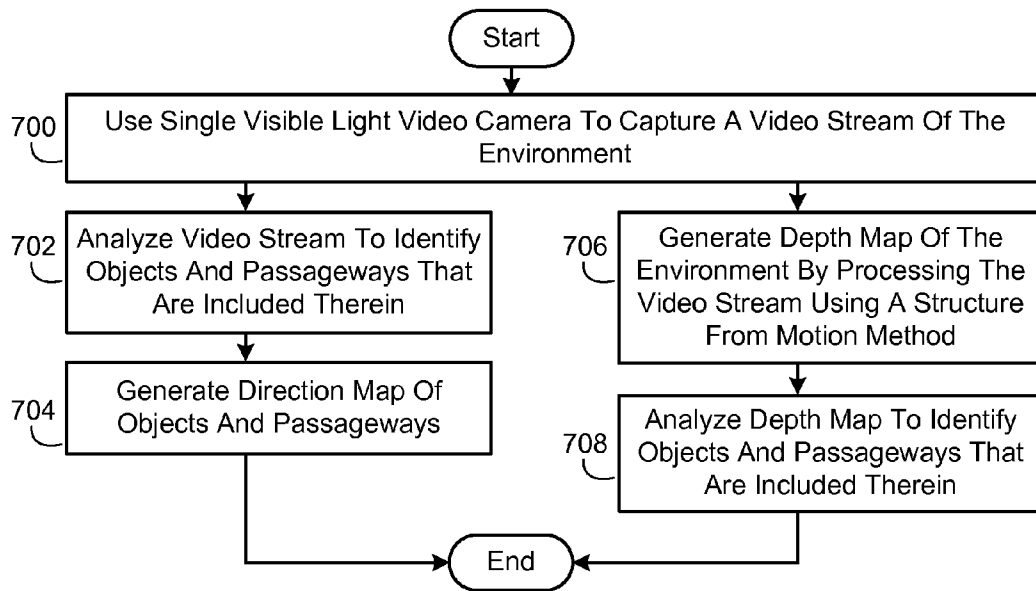 Start
700
Use Single Visible Light Video Camera To Capture A Video Stream Of The
Environment
702
Analyze Video Stream To Identify
Objects And Passageways That
Are Included Therein
704
Generate Direction Map Of
Objects And Passageways
706
Generate Depth Map Of The
Environment By Processing The
Video Stream Using A Structure
From Motion Method
708
Analyze Depth Map To Identify
Objects And Passageways That
Are Included Therein
End